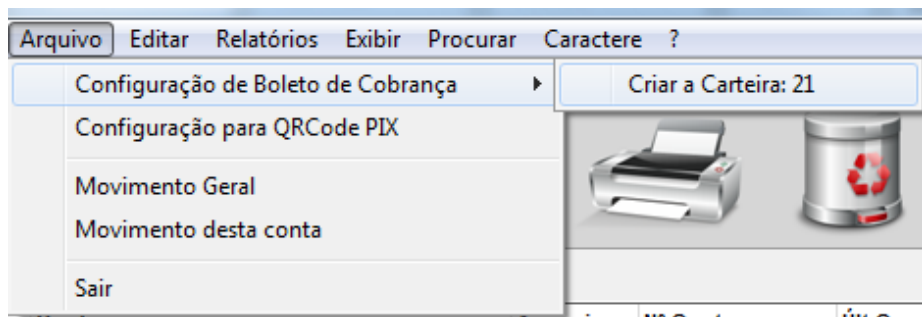 Arquivo Editar Relatórios Exibir Procurar Caractere ?
Configuração de Boleto de Cobrança
Criar a Carteira: 21
Configuração para QRCode PIX
Movimento Geral
Movimento desta conta
Sair